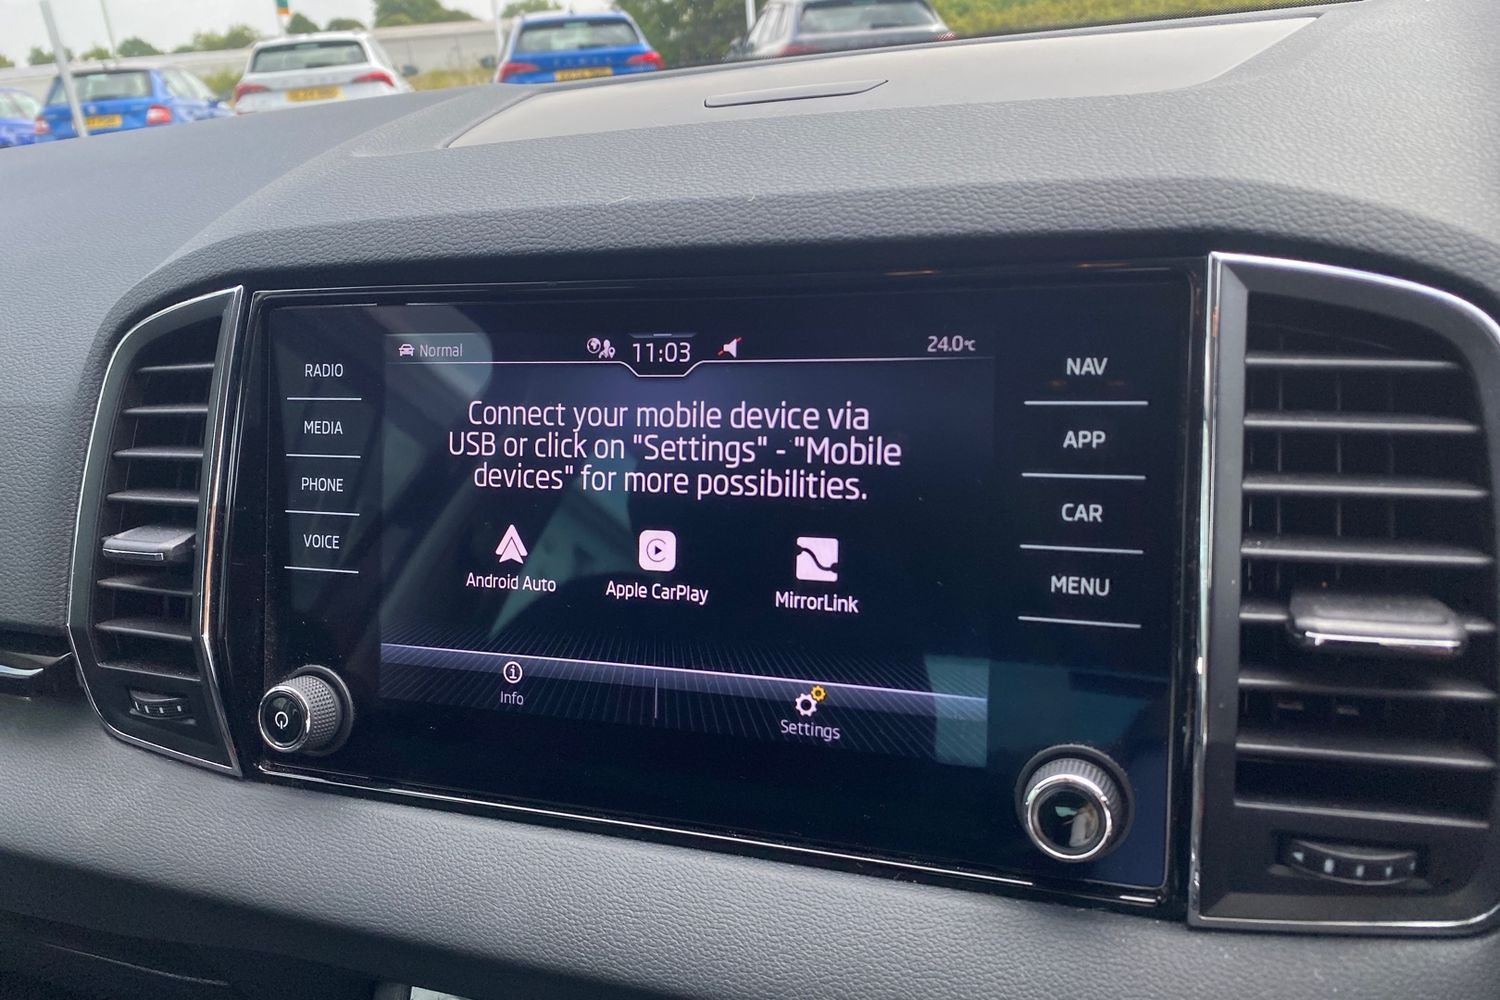 RADIO
MEDIA
PHONE
VOICE
Normal
11:03
24.0°C
Connect your mobile device via
USB or click on "Settings" - "Mobile
devices" for more possibilities.
Android Auto
Apple CarPlay
MirrorLink
Info
Settings
NAV
APP
CAR
MENU